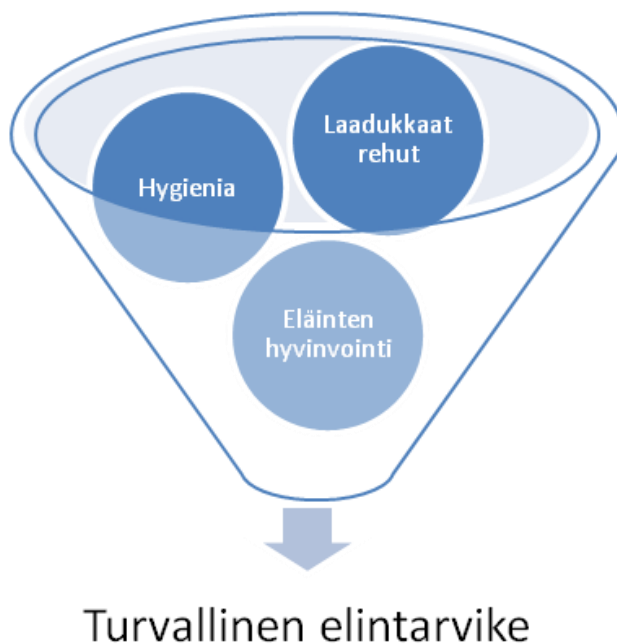 Laadukkaat
rehut
Hygienia
Eläinten
hyvinvointi
Turvallinen elintarvike